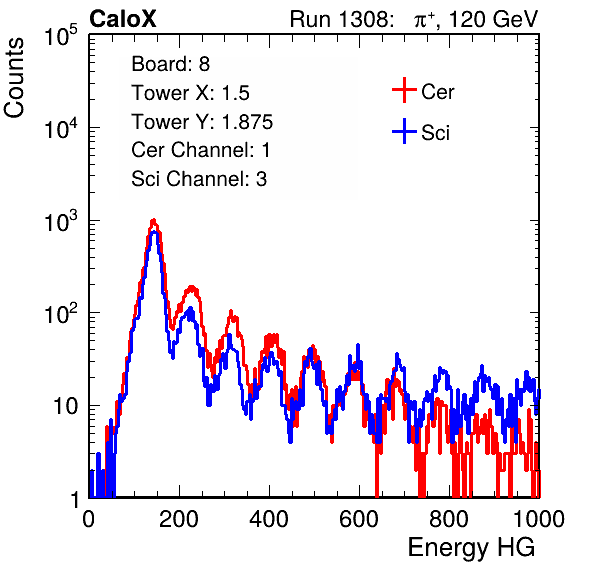 CaloX Run 1308: π⁺, 120 GeV
Counts
Board: 8
Tower X: 1.5
Tower Y: 1.875
Cer Channel: 1
Sci Channel: 3
Cer
Sci
10⁵
10⁴
10³
10²
10
1
0 200 400 600 800 1000
Energy HG